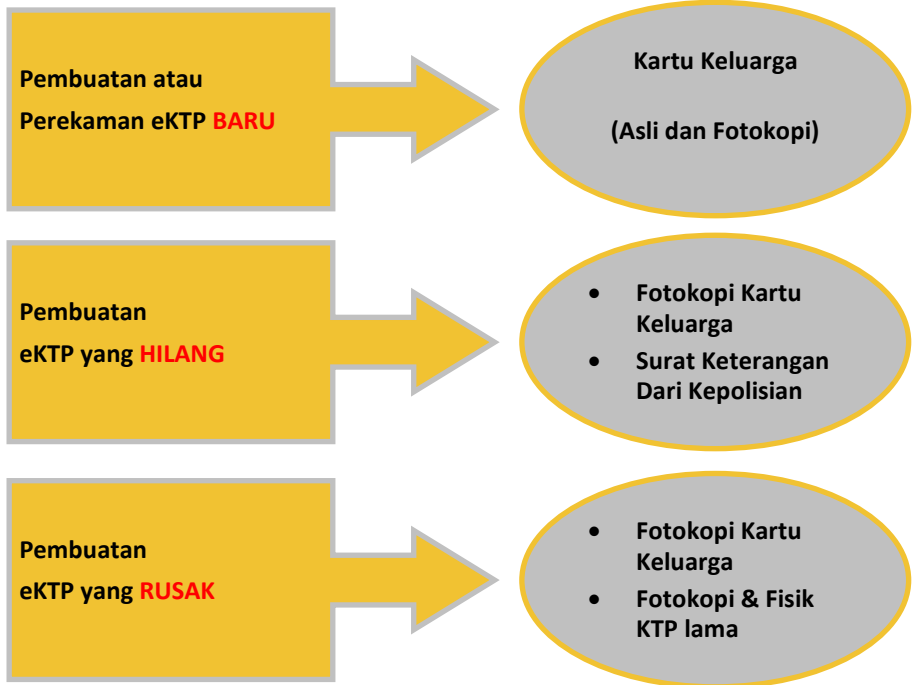 Pembuatan atau
Perekaman eKTP BARU
Kartu Keluarga
(Asli dan Fotokopi)
Pembuatan
eKTP yang HILANG
• Fotokopi Kartu
Keluarga
• Surat Keterangan
Dari Kepolisian
Pembuatan
eKTP yang RUSAK
• Fotokopi Kartu
Keluarga
• Fotokopi & Fisik
KTP lama